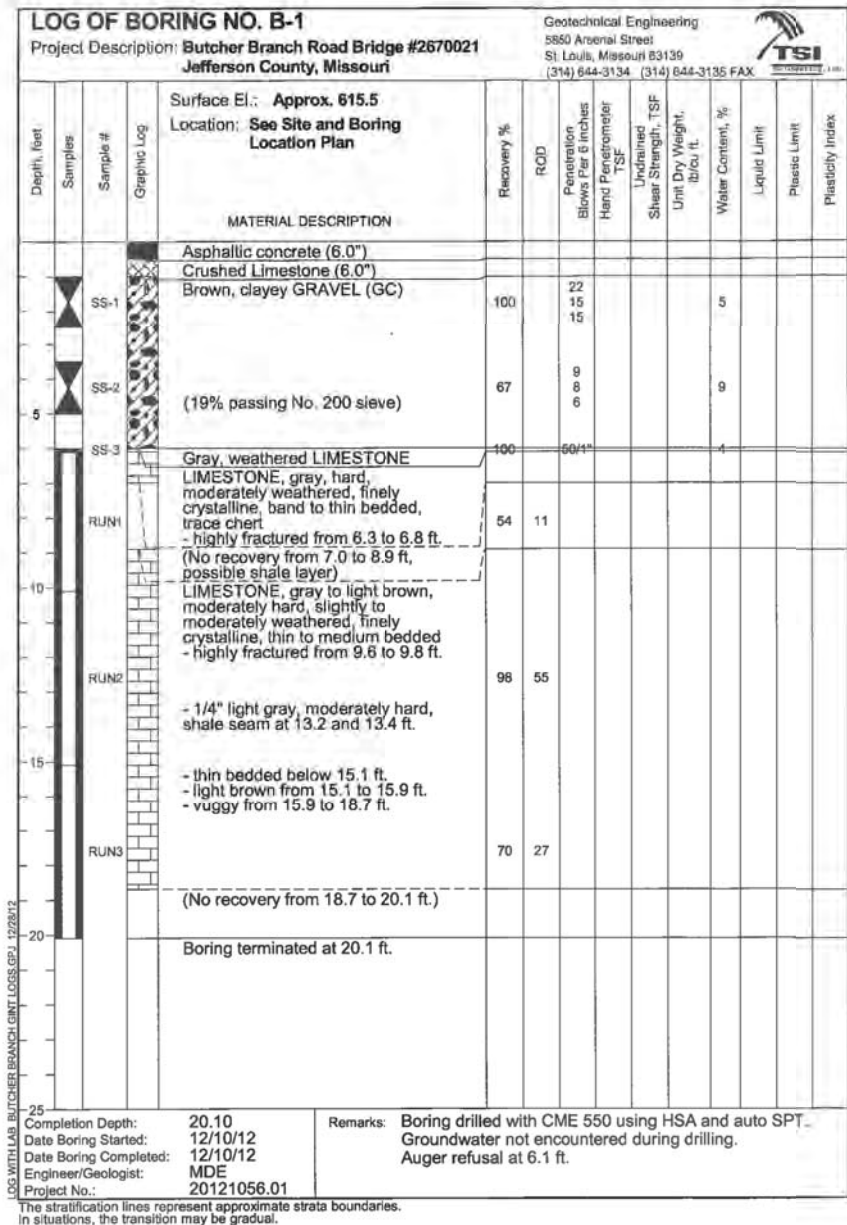 LOG OF BORING NO. B-1
Project Description: Butcher Branch Road Bridge #2670021
Jefferson County, Missouri
Geotechnical Engineering
5850 Arsenal Street
St. Louis, Missouri 63139
(314) 644-3134 (314) 644-3135 FAX
TSI
Depth, feet
Samples
Sample #
Graphic Log
Surface El.: Approx. 615.5
Location: See Site and Boring
Location Plan
MATERIAL DESCRIPTION
Recovery %
RQD
Penetration
Blows Per 6 inches
Hand Penetrometer
TSF
Undrained
Shear Strength, TSF
Unit Dry Weight,
lb/cu ft.
Water Content, %
Liquid Limit
Plastic Limit
Plasticity Index
Asphaltic concrete (6.0")
Crushed Limestone (6.0")
Brown, clayey GRAVEL (GC)
SS-1 100 22 5
15
15
SS-2 67 9 9
8
6
5 (19% passing No. 200 sieve)
SS-3 100 50/1" 4
Gray, weathered LIMESTONE
LIMESTONE, gray, hard,
moderately weathered, finely
crystalline, band to thin bedded,
trace chert
RUN1 54 11
- highly fractured from 6.3 to 6.8 ft.
(No recovery from 7.0 to 8.9 ft,
possible shale layer)
10
LIMESTONE, gray to light brown,
moderately hard, slightly to
moderately weathered, finely
crystalline, thin to medium bedded
- highly fractured from 9.6 to 9.8 ft.
RUN2 98 55
- 1/4" light gray, moderately hard,
shale seam at 13.2 and 13.4 ft.
15
- thin bedded below 15.1 ft.
- light brown from 15.1 to 15.9 ft.
- vuggy from 15.9 to 18.7 ft.
RUN3 70 27
(No recovery from 18.7 to 20.1 ft.)
20
Boring terminated at 20.1 ft.
25
LOG WITH LAB BUTCHER BRANCH GINT LOGS.GPJ 12/28/12
Completion Depth: 20.10
Date Boring Started: 12/10/12
Date Boring Completed: 12/10/12
Engineer/Geologist: MDE
Project No.: 20121056.01
Remarks: Boring drilled with CME 550 using HSA and auto SPT.
Groundwater not encountered during drilling.
Auger refusal at 6.1 ft.
The stratification lines represent approximate strata boundaries.
In situations, the transition may be gradual.